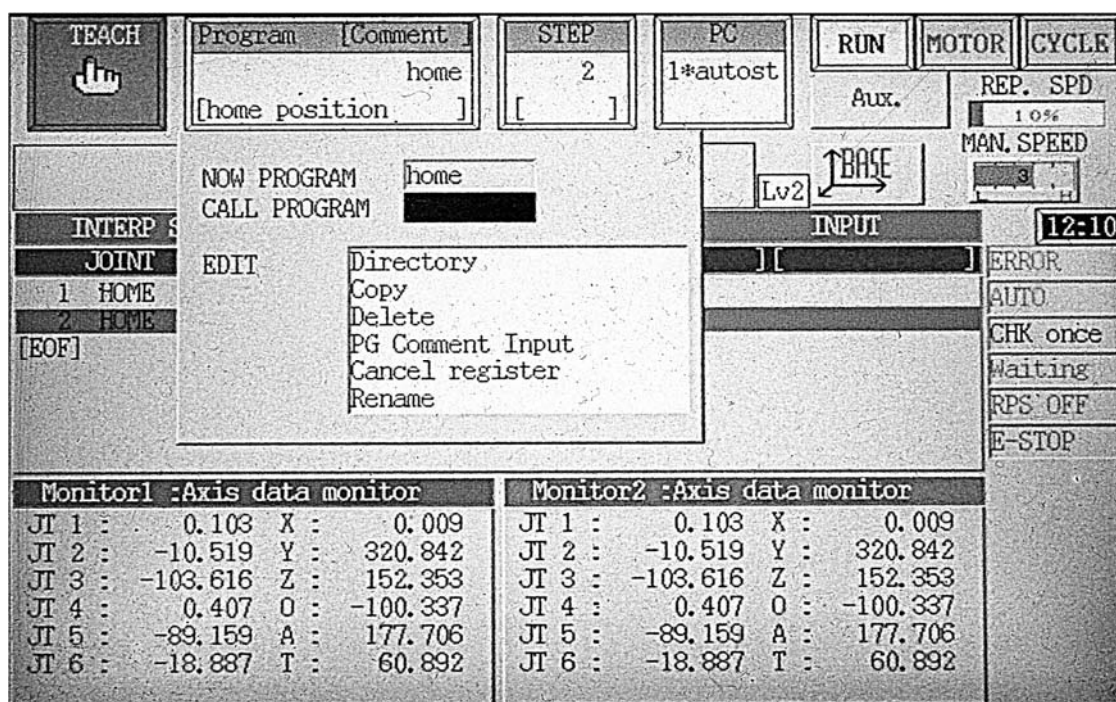 TEACH
Program [Comment ]
home
[home position ]
STEP
2
[ ]
PC
1*autost
RUN
MOTOR
CYCLE
Aux.
REP. SPD
10%
MAN. SPEED
3
L H
BASE
Lv2
NOW PROGRAM home
CALL PROGRAM
EDIT
Directory
Copy
Delete
PG Comment Input
Cancel register
Rename
INTERP S
INPUT
JOINT ] [ ]
1 HOME
2 HOME
[EOF]
12:10
ERROR
AUTO
CHK once
Waiting
RPS OFF
E-STOP
Monitor1 :Axis data monitor
JT 1 : 0.103 X : 0.009
JT 2 : -10.519 Y : 320.842
JT 3 : -103.616 Z : 152.353
JT 4 : 0.407 O : -100.337
JT 5 : -89.159 A : 177.706
JT 6 : -18.887 T : 60.892
Monitor2 :Axis data monitor
JT 1 : 0.103 X : 0.009
JT 2 : -10.519 Y : 320.842
JT 3 : -103.616 Z : 152.353
JT 4 : 0.407 O : -100.337
JT 5 : -89.159 A : 177.706
JT 6 : -18.887 T : 60.892